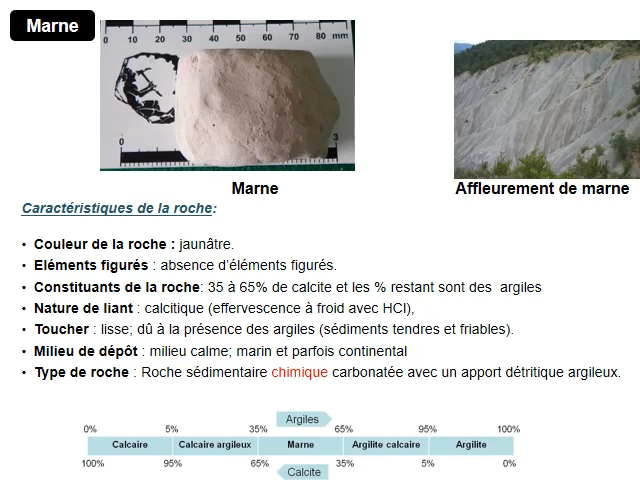 Marne
10 20 30 40 50 60 70 80 mm
0
3
Marne
Affleurement de marne
Caractéristiques de la roche:
• Couleur de la roche : jaunâtre.
• Eléments figurés : absence d'éléments figurés.
• Constituants de la roche: 35 à 65% de calcite et les % restant sont des argiles
• Nature de liant : calcitique (effervescence à froid avec HCl),
• Toucher : lisse; dû à la présence des argiles (sédiments tendres et friables).
• Milieu de dépôt : milieu calme; marin et parfois continental
• Type de roche : Roche sédimentaire chimique carbonatée avec un apport détritique argileux.
Argiles
0% 5% 35% 65% 95% 100%
Calcaire Calcaire argileux Marne Argilite calcaire Argilite
100% 95% 65% 35% 5% 0%
Calcite